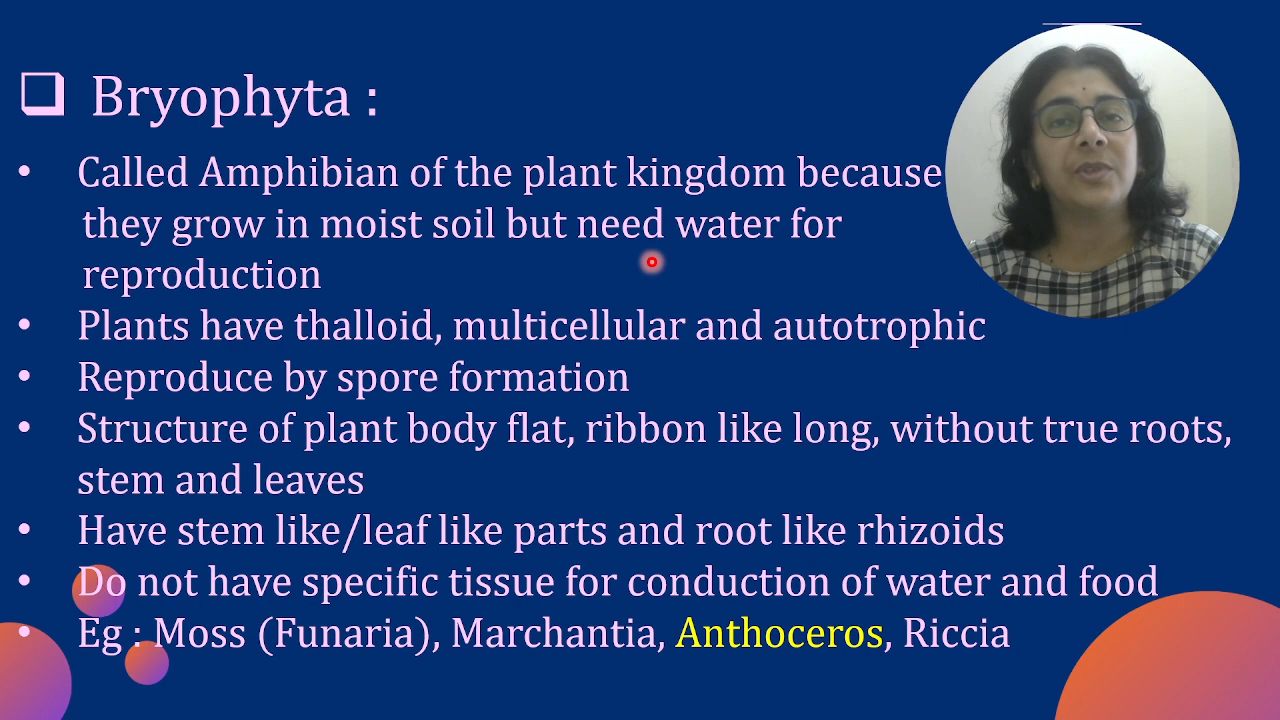 Bryophyta :
• Called Amphibian of the plant kingdom because
they grow in moist soil but need water for
reproduction
• Plants have thalloid, multicellular and autotrophic
• Reproduce by spore formation
• Structure of plant body flat, ribbon like long, without true roots,
stem and leaves
• Have stem like/leaf like parts and root like rhizoids
• Do not have specific tissue for conduction of water and food
• Eg : Moss (Funaria), Marchantia, Anthoceros, Riccia